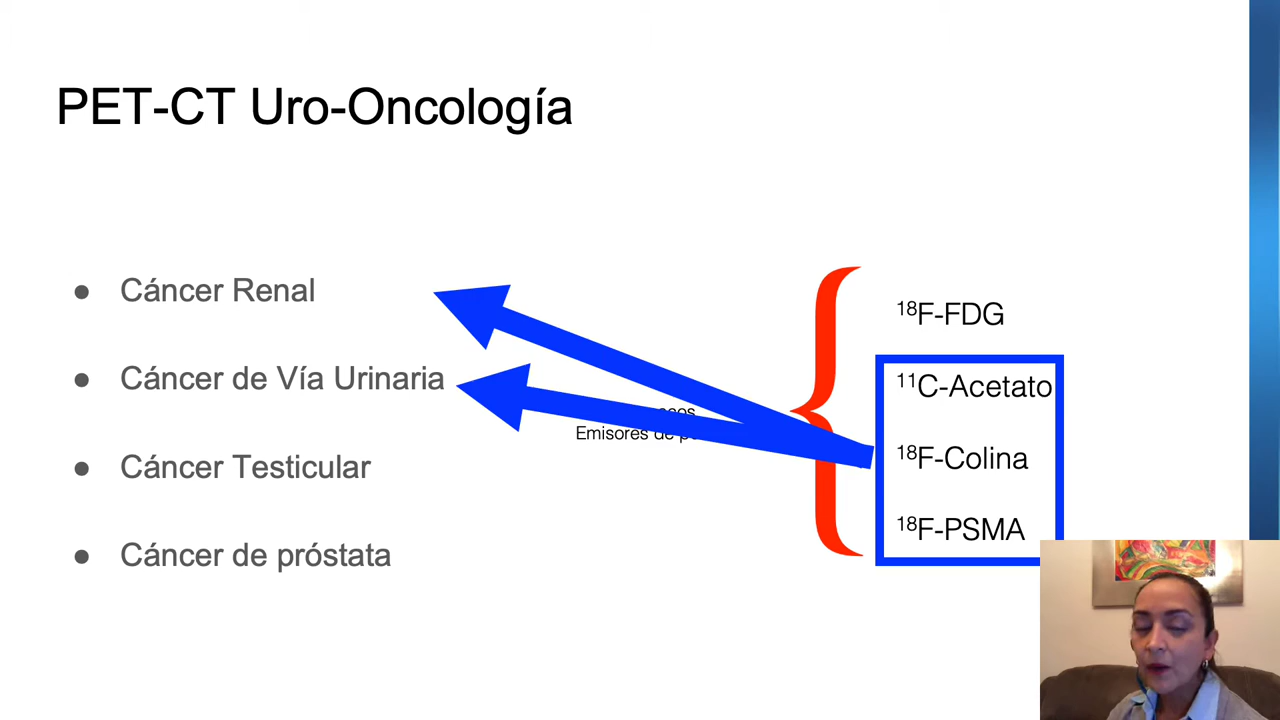 PET-CT Uro-Oncología
● Cáncer Renal
● Cáncer de Vía Urinaria
● Cáncer Testicular
● Cáncer de próstata
Emisores de
¹⁸F-FDG
¹¹C-Acetato
¹⁸F-Colina
¹⁸F-PSMA